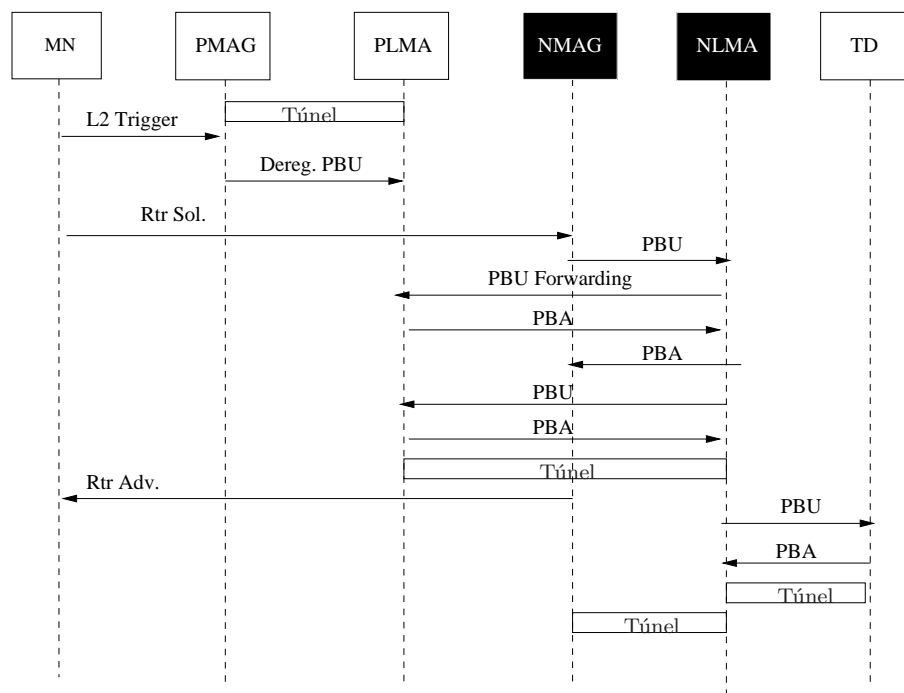 MN
PMAG
PLMA
NMAG
NLMA
TD
Túnel
L2 Trigger
Dereg. PBU
Rtr Sol.
PBU
PBU Forwarding
PBA
PBA
PBU
PBA
Túnel
Rtr Adv.
PBU
PBA
Túnel
Túnel